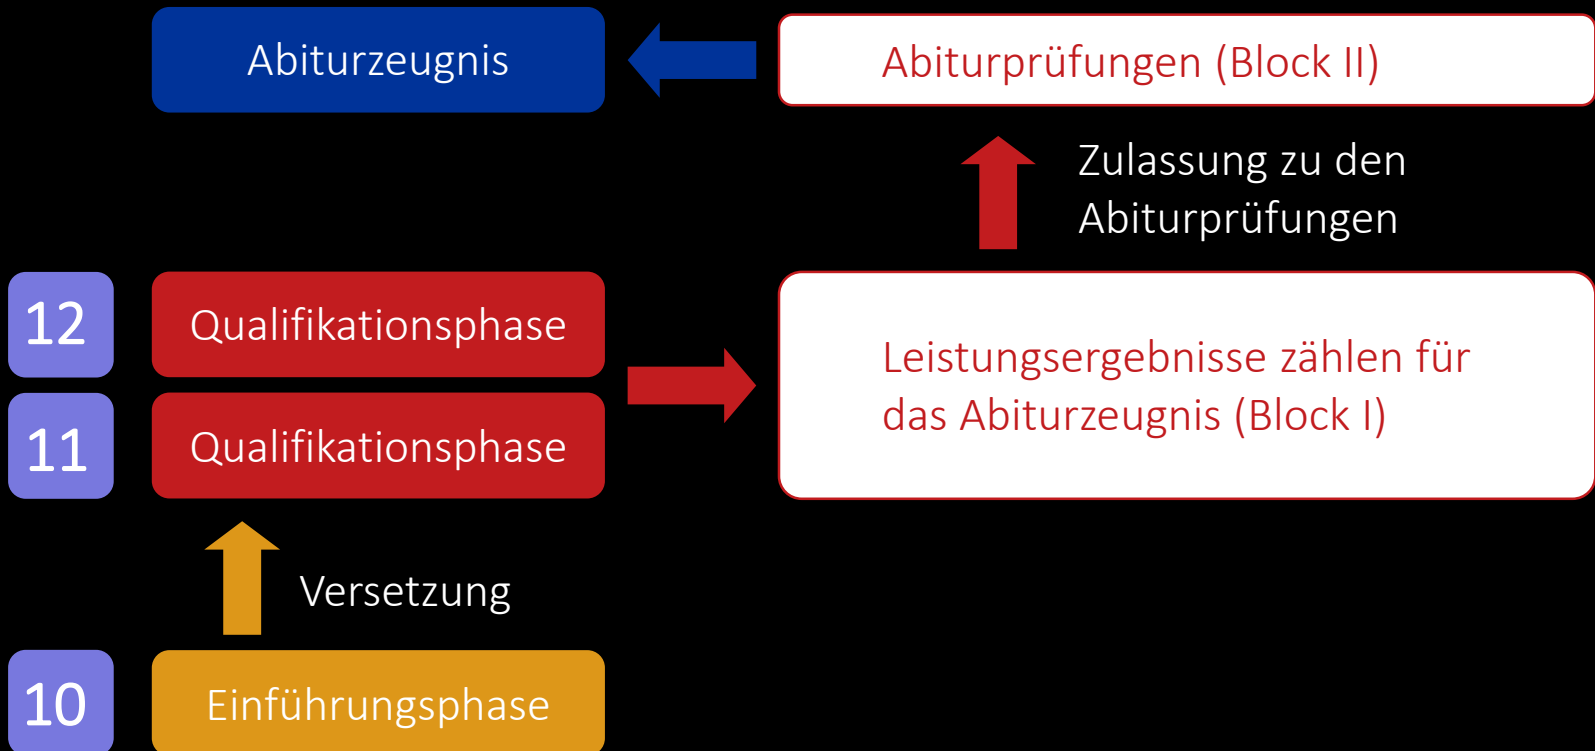 Abiturzeugnis
Abiturprüfungen (Block II)
Zulassung zu den
Abiturprüfungen
12
Qualifikationsphase
11
Qualifikationsphase
Leistungsergebnisse zählen für
das Abiturzeugnis (Block I)
Versetzung
10
Einführungsphase